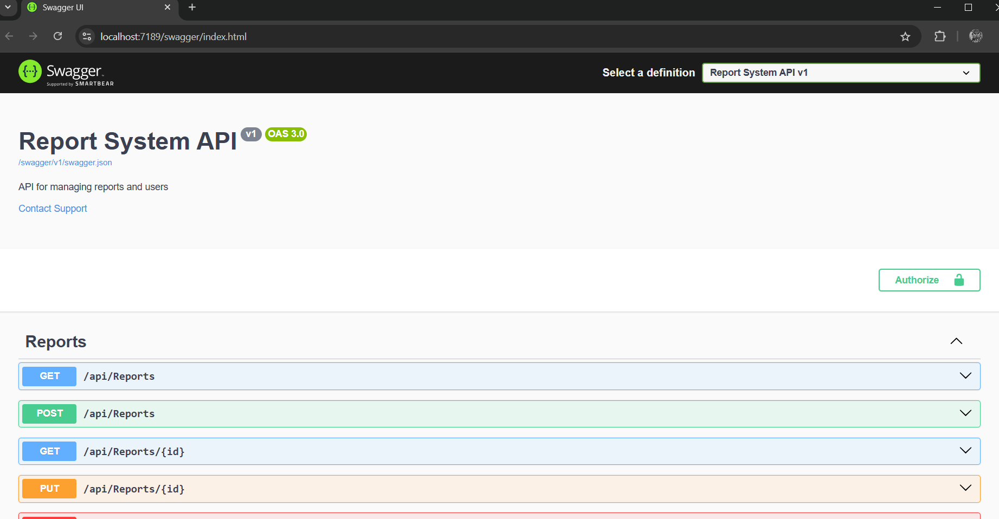 Swagger UI
localhost:7189/swagger/index.html
Swagger
Supported by SMARTBEAR
Select a definition
Report System API v1
Report System API v1 OAS 3.0
/swagger/v1/swagger.json
API for managing reports and users
Contact Support
Authorize
Reports
GET /api/Reports
POST /api/Reports
GET /api/Reports/{id}
PUT /api/Reports/{id}